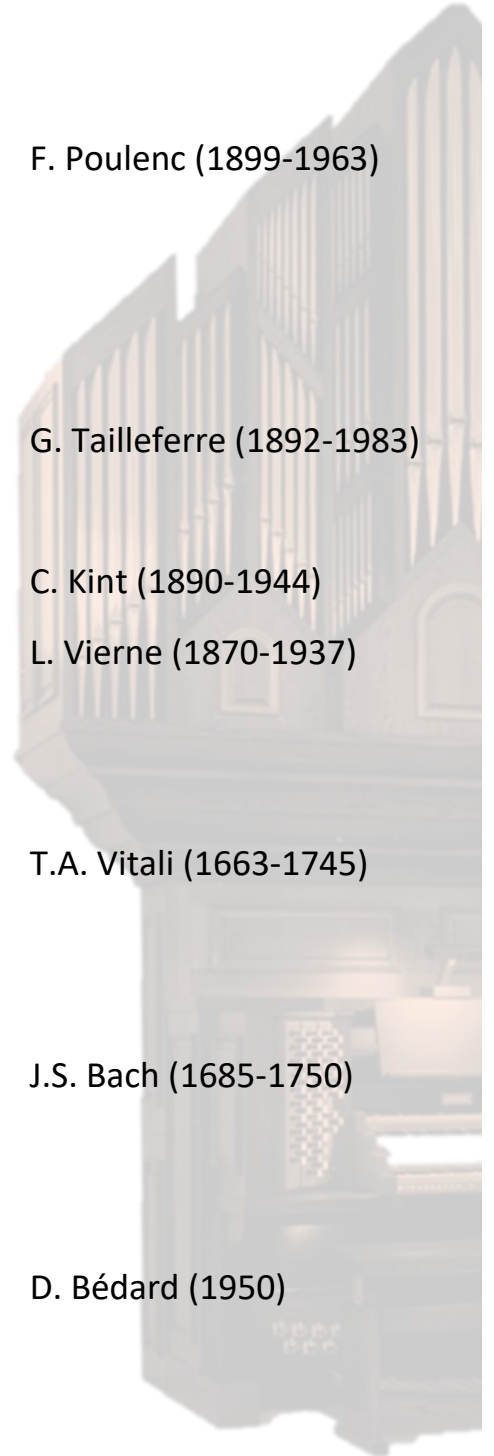 F. Poulenc (1899-1963)
G. Tailleferre (1892-1983)
C. Kint (1890-1944)
L. Vierne (1870-1937)
T.A. Vitali (1663-1745)
J.S. Bach (1685-1750)
D. Bédard (1950)